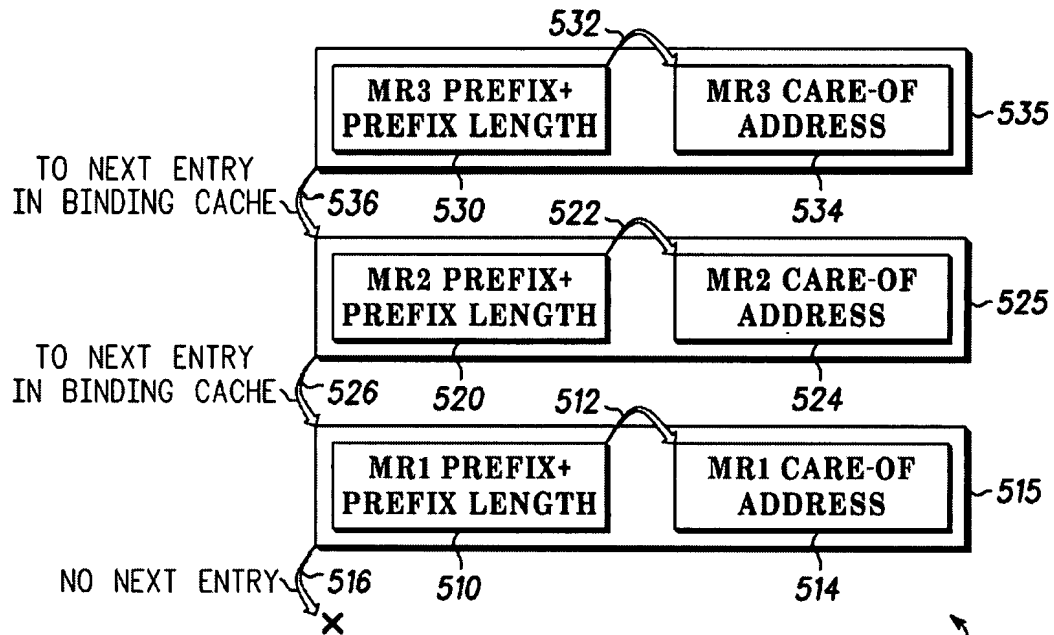 532
MR3 PREFIX+
PREFIX LENGTH
MR3 CARE-OF
ADDRESS
535
TO NEXT ENTRY
IN BINDING CACHE
536
530
522
534
MR2 PREFIX+
PREFIX LENGTH
MR2 CARE-OF
ADDRESS
525
TO NEXT ENTRY
IN BINDING CACHE
526
520
512
524
MR1 PREFIX+
PREFIX LENGTH
MR1 CARE-OF
ADDRESS
515
NO NEXT ENTRY
516
510
514